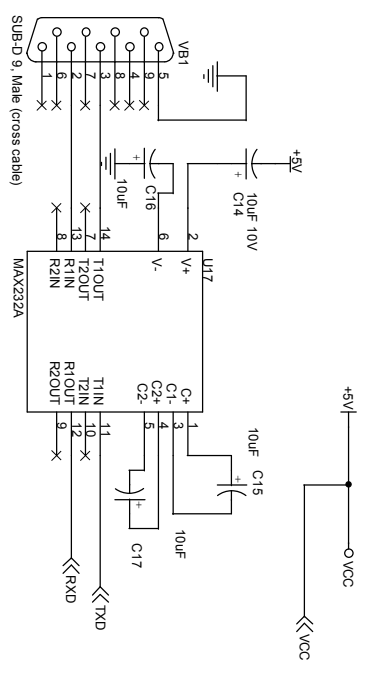 SUB-D 9, Male (cross cable)
VB1
1
6
2
7
3
8
4
9
5
+5V
10uF 10V
C14
+
C16
10uF
+
8
13
7
14
6
2
R2IN
R1IN
T2OUT
T1OUT
V-
V+
U17
MAX232A
R2OUT
R1OUT
T2IN
T1IN
C2-
C2+
C1-
C+
9
12
10
11
5
4
3
1
10uF
C15
+
10uF
C17
+
RXD
TXD
+5V
VCC
VCC